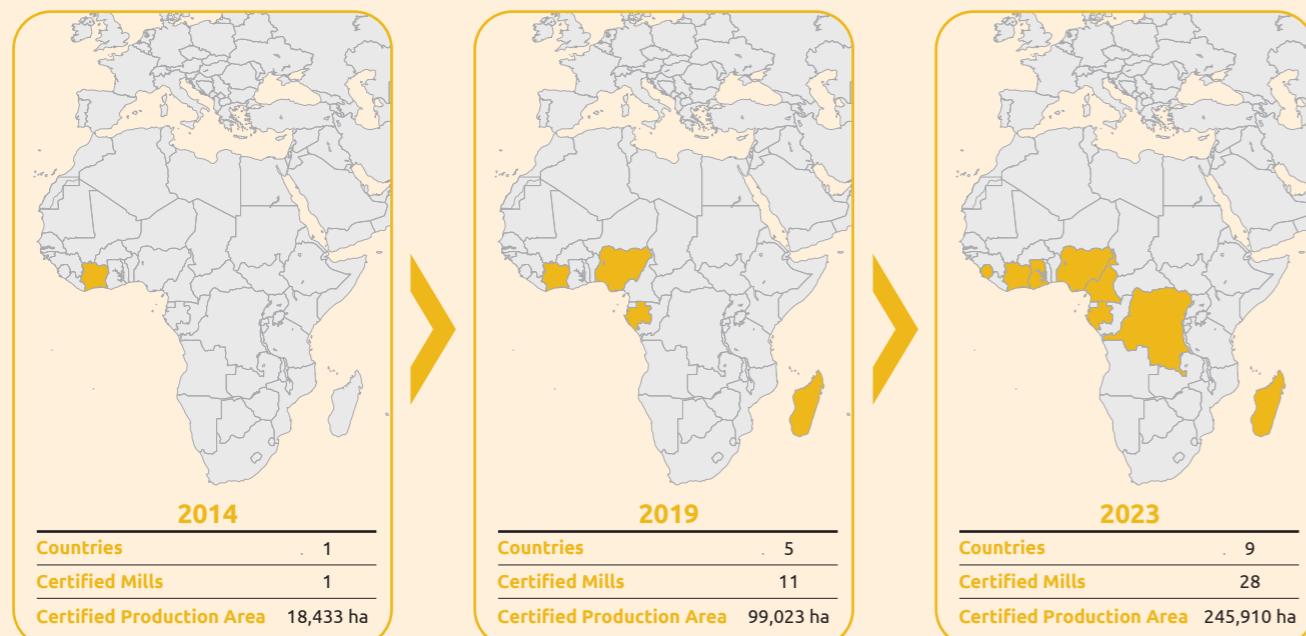 2014
Countries . 1
Certified Mills 1
Certified Production Area 18,433 ha
2019
Countries . 5
Certified Mills 11
Certified Production Area 99,023 ha
2023
Countries . 9
Certified Mills 28
Certified Production Area 245,910 ha